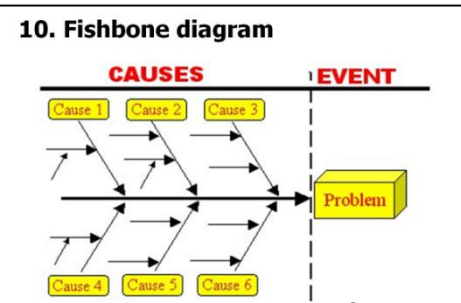 10. Fishbone diagram
CAUSES EVENT
Cause 1 Cause 2 Cause 3
Problem
Cause 4 Cause 5 Cause 6